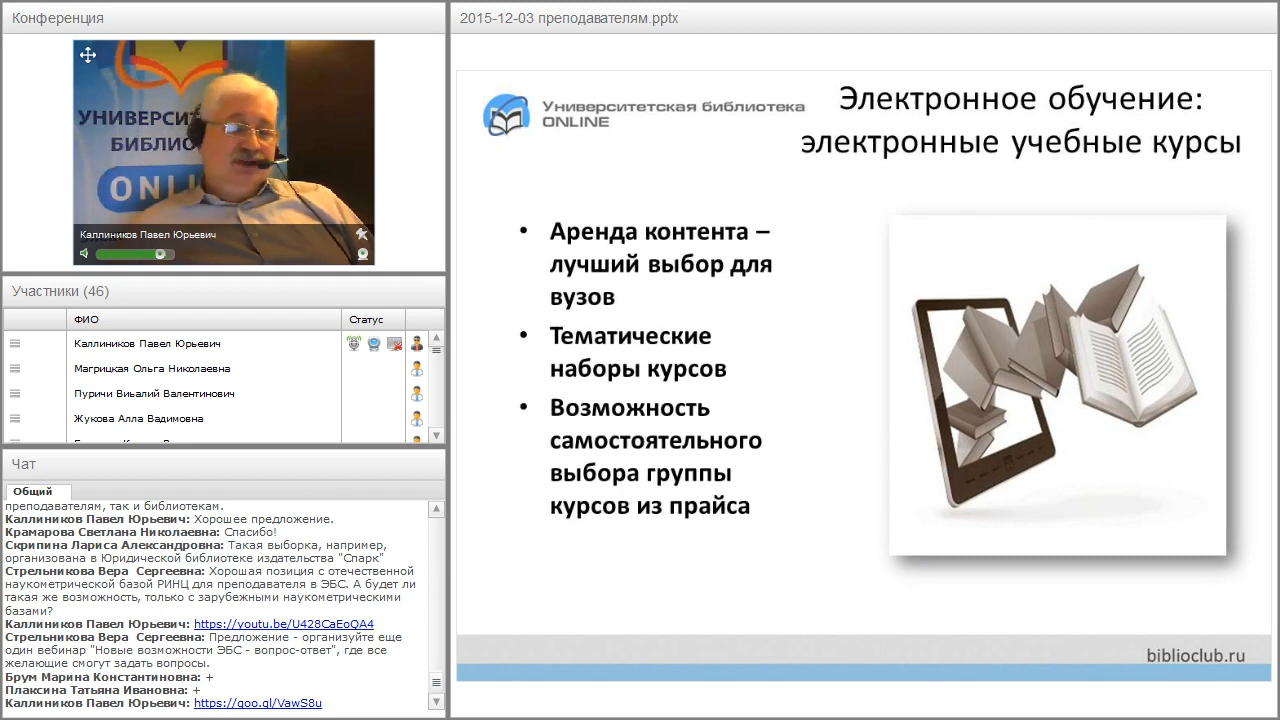 Конференция
УНИВЕРСИ
БИБЛИО
ONLI
Каллиников Павел Юрьевич
Участники (46)
ФИО
Статус
Каллиников Павел Юрьевич
Магрицкая Ольга Николаевна
Пуричи Виьалий Валентинович
Жукова Алла Вадимовна
Чат
Общий
преподавателям, так и библиотекам.
Каллиников Павел Юрьевич: Хорошее предложение.
Крамарова Светлана Николаевна: Спасибо!
Скрипина Лариса Александровна: Такая выборка, например,
организована в Юридической библиотеке издательства "Спарк"
Стрельникова Вера Сергеевна: Хорошая позиция с отечественной
наукометрической базой РИНЦ для преподавателя в ЭБС. А будет ли
такая же возможность, только с зарубежными наукометрическими
базами?
Каллиников Павел Юрьевич: https://youtu.be/U428CaEoQA4
Стрельникова Вера Сергеевна: Предложение - организуйте еще
один вебинар "Новые возможности ЭБС - вопрос-ответ", где все
желающие смогут задать вопросы.
Брум Марина Константиновна: +
Плаксина Татьяна Ивановна: +
Каллиников Павел Юрьевич: https://goo.gl/VawS8u
2015-12-03 преподавателям.pptx
Университетская библиотека
ONLINE
Электронное обучение:
электронные учебные курсы
• Аренда контента –
лучший выбор для
вузов
• Тематические
наборы курсов
• Возможность
самостоятельного
выбора группы
курсов из прайса
biblioclub.ru